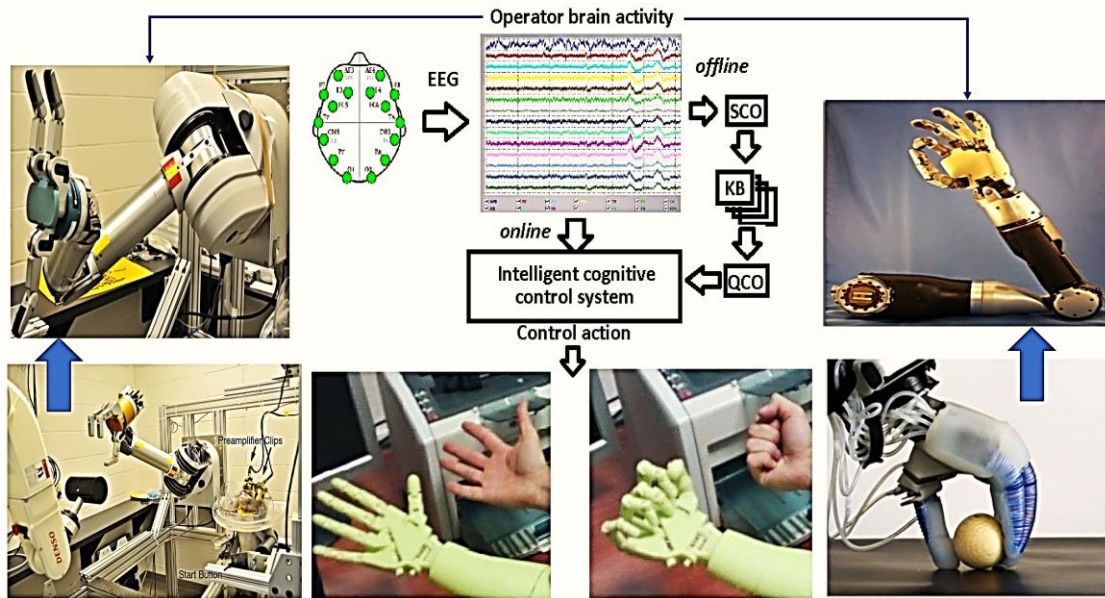 Operator brain activity
EEG
offline
SCO
KB
online
QCO
Intelligent cognitive
control system
Control action
Preamplifier Clips
DENSO
Start Button